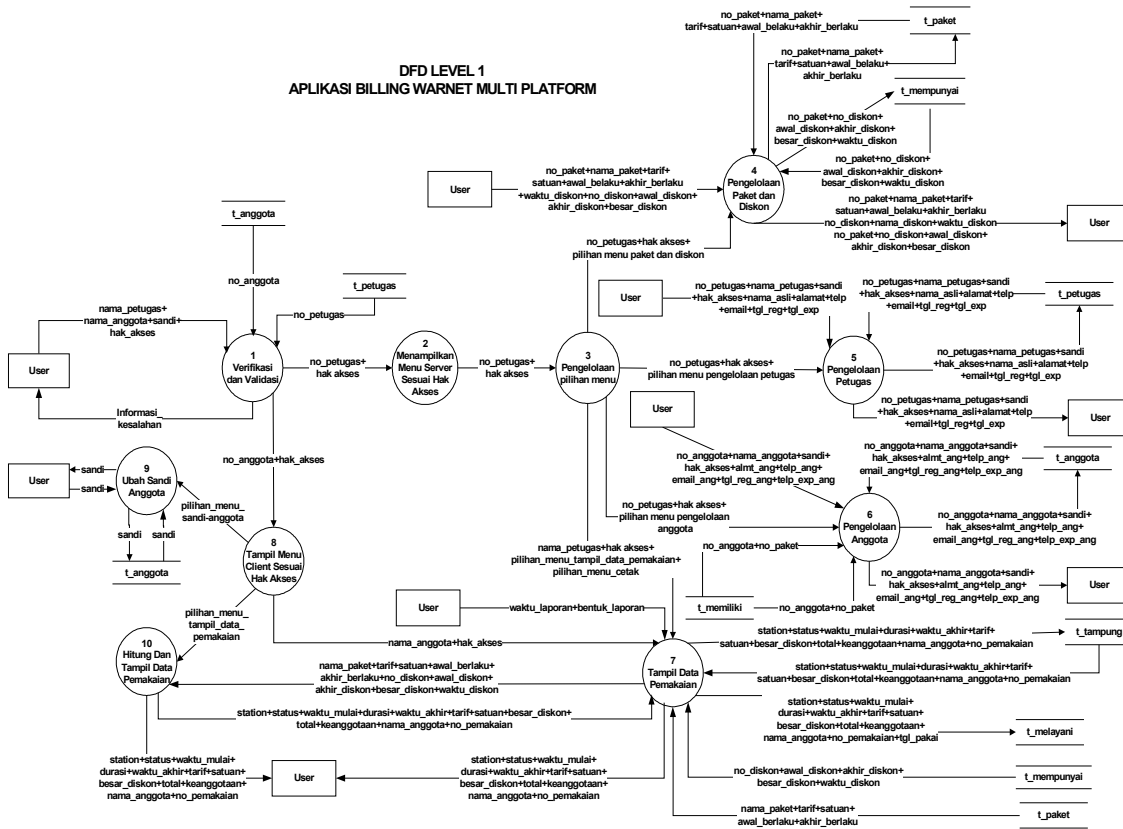 DFD LEVEL 1
APLIKASI BILLING WARNET MULTI PLATFORM
no_paket+nama_paket+
tarif+satuan+awal_belaku+akhir_berlaku
t_paket
no_paket+nama_paket+
tarif+satuan+awal_belaku+
akhir_berlaku
t_mempunyai
no_paket+no_diskon+
awal_diskon+akhir_diskon+
besar_diskon+waktu_diskon
no_paket+no_diskon+
awal_diskon+akhir_diskon+
besar_diskon+waktu_diskon
User
no_paket+nama_paket+tarif+
satuan+awal_belaku+akhir_berlaku
+waktu_diskon+no_diskon+awal_diskon+
akhir_diskon+besar_diskon
4
Pengelolaan
Paket dan
Diskon
no_paket+nama_paket+tarif+
satuan+awal_belaku+akhir_berlaku
no_diskon+nama_diskon+waktu_diskon
no_paket+no_diskon+awal_diskon+
akhir_diskon+besar_diskon
User
t_anggota
no_anggota
t_petugas
no_petugas
no_petugas+hak akses+
pilihan menu paket dan diskon
nama_petugas+
nama_anggota+sandi+
hak_akses
User
Informasi_
kesalahan
1
Verifikasi
dan Validasi
no_petugas+
hak akses
2
Menampilkan
Menu Server
Sesuai Hak
Akses
no_petugas+
hak akses
3
Pengelolaan
pilihan menu
User
no_petugas+nama_petugas+sandi
+hak_akses+nama_asli+alamat+telp
+email+tgl_reg+tgl_exp
no_petugas+nama_petugas+sandi
+hak_akses+nama_asli+alamat+telp
+email+tgl_reg+tgl_exp
t_petugas
no_petugas+hak akses+
pilihan menu pengelolaan petugas
5
Pengelolaan
Petugas
no_petugas+nama_petugas+sandi
+hak_akses+nama_asli+alamat+telp
+email+tgl_reg+tgl_exp
no_petugas+nama_petugas+sandi
+hak_akses+nama_asli+alamat+telp
+email+tgl_reg+tgl_exp
User
User
no_anggota+nama_anggota+sandi+
hak_akses+almt_ang+telp_ang+
email_ang+tgl_reg_ang+telp_exp_ang
no_anggota+nama_anggota+sandi+
hak_akses+almt_ang+telp_ang+
email_ang+tgl_reg_ang+telp_exp_ang
t_anggota
no_petugas+hak akses+
pilihan menu pengelolaan
anggota
6
Pengelolaan
Anggota
no_anggota+nama_anggota+sandi+
hak_akses+almt_ang+telp_ang+
email_ang+tgl_reg_ang+telp_exp_ang
no_anggota+no_paket
no_anggota+nama_anggota+sandi+
hak_akses+almt_ang+telp_ang+
email_ang+tgl_reg_ang+telp_exp_ang
User
t_memiliki
no_anggota+no_paket
no_anggota+hak_akses
User
sandi
sandi
9
Ubah Sandi
Anggota
sandi
sandi
t_anggota
pilihan_menu_
sandi-anggota
8
Tampil Menu
Client Sesuai
Hak Akses
nama_petugas+hak akses+
pilihan_menu_tampil_data_pemakaian+
pilihan_menu_cetak
User
waktu_laporan+bentuk_laporan
pilihan_menu_
tampil_data_
pemakaian
nama_anggota+hak_akses
10
Hitung Dan
Tampil Data
Pemakaian
nama_paket+tarif+satuan+awal_berlaku+
akhir_berlaku+no_diskon+awal_diskon+
akhir_diskon+besar_diskon+waktu_diskon
station+status+waktu_mulai+durasi+waktu_akhir+tarif+satuan+besar_diskon+
total+keanggotaan+nama_anggota+no_pemakaian
7
Tampil Data
Pemakaian
station+status+waktu_mulai+durasi+waktu_akhir+tarif+
satuan+besar_diskon+total+keanggotaan+nama_anggota+no_pemakaian
t_tampung
station+status+waktu_mulai+durasi+waktu_akhir+tarif+
satuan+besar_diskon+total+keanggotaan+nama_anggota+no_pemakaian
station+status+waktu_mulai+
durasi+waktu_akhir+tarif+satuan+
besar_diskon+total+keanggotaan+
nama_anggota+no_pemakaian+tgl_pakai
t_melayani
station+status+waktu_mulai+
durasi+waktu_akhir+tarif+satuan+
besar_diskon+total+keanggotaan+
nama_anggota+no_pemakaian
User
station+status+waktu_mulai+
durasi+waktu_akhir+tarif+satuan+
besar_diskon+total+keanggotaan+
nama_anggota+no_pemakaian
no_diskon+awal_diskon+akhir_diskon+
besar_diskon+waktu_diskon
t_mempunyai
nama_paket+tarif+satuan+
awal_berlaku+akhir_berlaku
t_paket